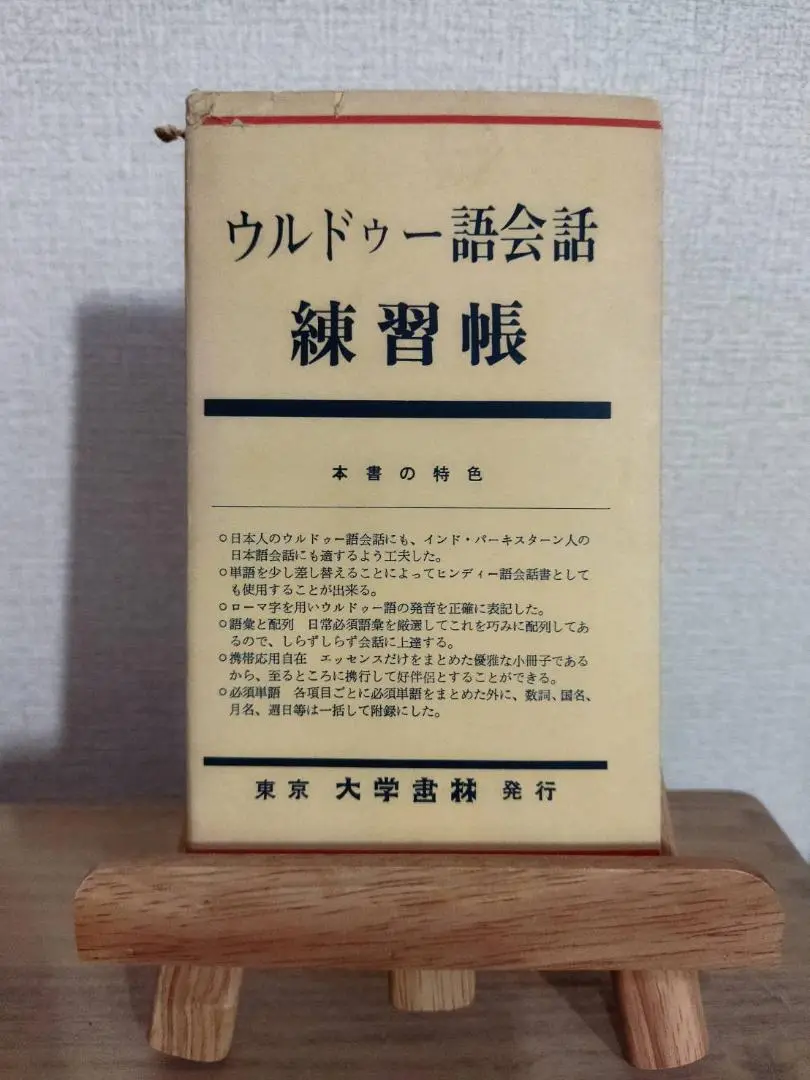 ウルドゥー語会話
練習帳
本書の特色
○日本人のウルドゥー語会話にも、インド・パーキスターン人の
日本語会話にも適するよう工夫した。
○単語を少し差し替えることによってヒンディー語会話書として
も使用することが出来る。
○ローマ字を用いウルドゥー語の発音を正確に表記した。
○語彙と配列　日常必須語彙を厳選してこれを巧みに配列してあ
るので、しらずしらず会話に上達する。
○携帯応用自在　エッセンスだけをまとめた優雅な小冊子である
から、至るところに携行して好伴侶とすることができる。
○必須単語　各項目ごとに必須単語をまとめた外に、数詞、国名、
月名、週日等は一括して附録にした。
東京 大学書林 発行